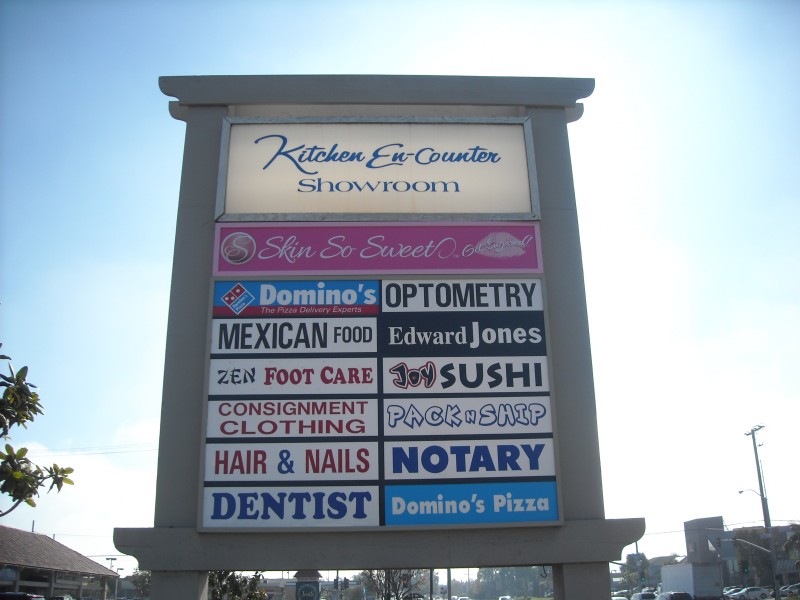 Kitchen En-Counter
Showroom
Skin So Sweet
Domino's
The Pizza Delivery Experts
OPTOMETRY
MEXICAN FOOD
Edward Jones
ZEN FOOT CARE
Joy SUSHI
CONSIGNMENT
CLOTHING
PACK N SHIP
HAIR & NAILS
NOTARY
DENTIST
Domino's Pizza